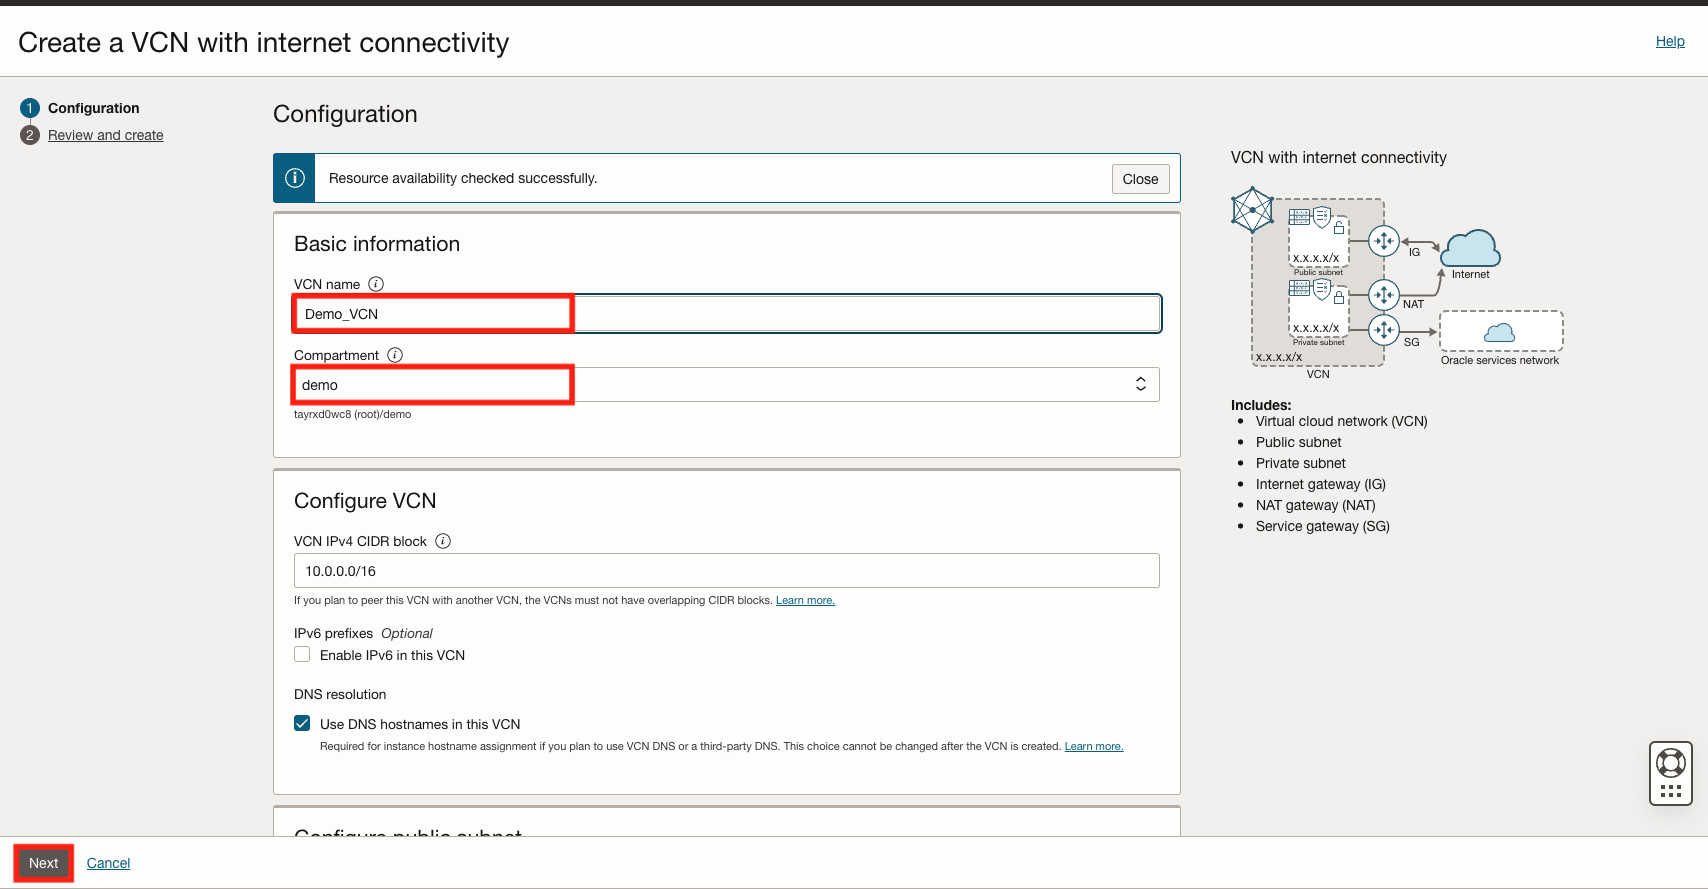 Create a VCN with internet connectivity
Help
1 Configuration
2 Review and create
Configuration
Resource availability checked successfully.
Close
Basic information
VCN name
Demo_VCN
Compartment
demo
tayrxd0wc8 (root)/demo
Configure VCN
VCN IPv4 CIDR block
10.0.0.0/16
If you plan to peer this VCN with another VCN, the VCNs must not have overlapping CIDR blocks. Learn more.
IPv6 prefixes Optional
Enable IPv6 in this VCN
DNS resolution
Use DNS hostnames in this VCN
Required for instance hostname assignment if you plan to use VCN DNS or a third-party DNS. This choice cannot be changed after the VCN is created. Learn more.
Configure public subnet
VCN with internet connectivity
x.x.x.x/x
Public subnet
IG
Internet
NAT
x.x.x.x/x
Private subnet
SG
x.x.x.x/x
VCN
Oracle services network
Includes:
• Virtual cloud network (VCN)
• Public subnet
• Private subnet
• Internet gateway (IG)
• NAT gateway (NAT)
• Service gateway (SG)
Next
Cancel